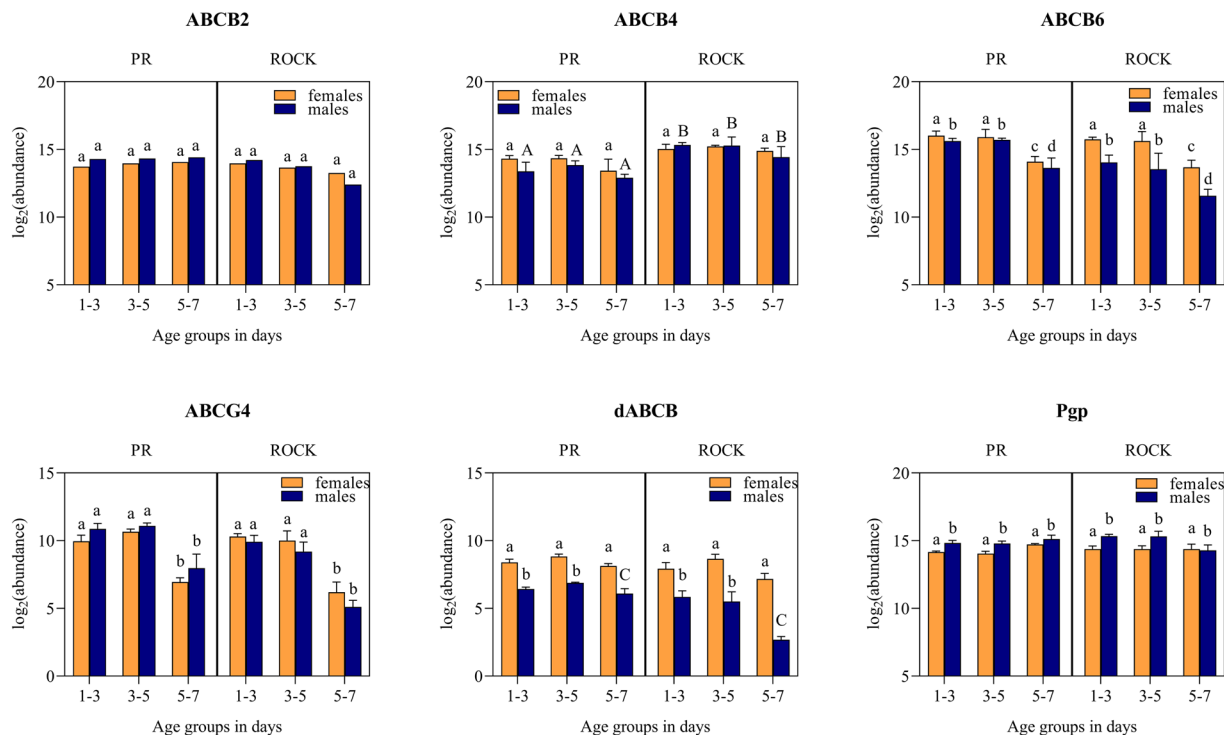 ABCB2
PR ROCK
females
males
a a a a a a a a a a a a
20
15
10
5
log2(abundance)
1-3 3-5 5-7 1-3 3-5 5-7
Age groups in days
ABCB4
PR ROCK
females
males
a A a A a A a B a B a B
20
15
10
5
log2(abundance)
1-3 3-5 5-7 1-3 3-5 5-7
Age groups in days
ABCB6
PR ROCK
females
males
a b a b c d a b a b c d
20
15
10
5
log2(abundance)
1-3 3-5 5-7 1-3 3-5 5-7
Age groups in days
ABCG4
PR ROCK
females
males
a a a a b b a a a a b b
15
10
5
0
log2(abundance)
1-3 3-5 5-7 1-3 3-5 5-7
Age groups in days
dABCB
PR ROCK
females
males
a b a b a C a b a b a C
15
10
5
0
log2(abundance)
1-3 3-5 5-7 1-3 3-5 5-7
Age groups in days
Pgp
PR ROCK
females
males
a b a b a b a b a b a b
20
15
10
5
log2(abundance)
1-3 3-5 5-7 1-3 3-5 5-7
Age groups in days